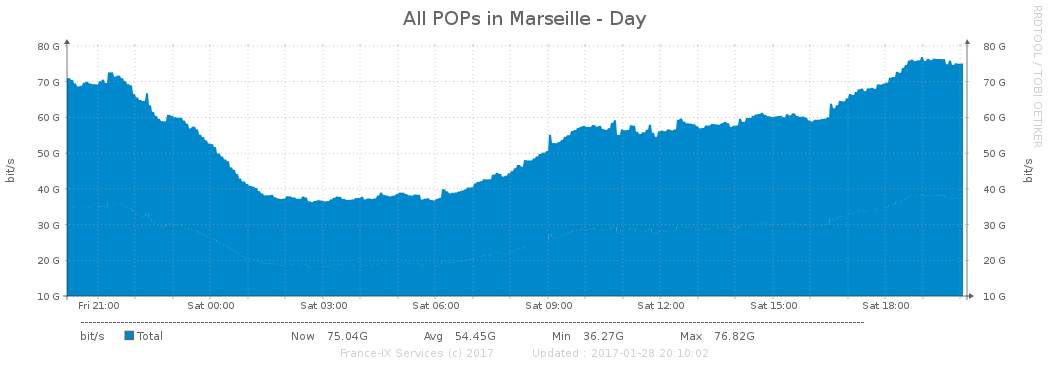 All POPs in Marseille - Day
RRDTOOL / TOBI OETIKER
80 G 80 G
70 G 70 G
60 G 60 G
50 G 50 G
40 G 40 G
30 G 30 G
20 G 20 G
10 G 10 G
bit/s bit/s
Fri 21:00 Sat 00:00 Sat 03:00 Sat 06:00 Sat 09:00 Sat 12:00 Sat 15:00 Sat 18:00
bit/s Total Now 75.04G Avg 54.45G Min 36.27G Max 76.82G
France-IX Services (c) 2017 Updated : 2017-01-28 20:10:02